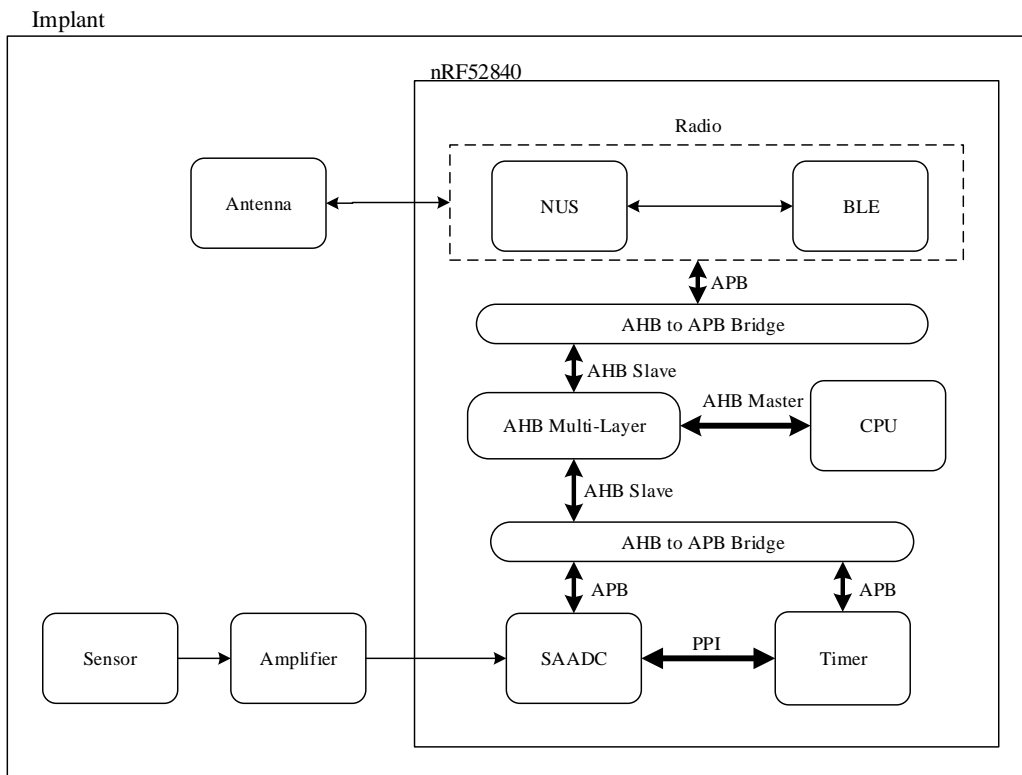 Implant
nRF52840
Radio
Antenna
NUS
BLE
APB
AHB to APB Bridge
AHB Slave
AHB Master
AHB Multi-Layer
CPU
AHB Slave
AHB to APB Bridge
APB
APB
Sensor
Amplifier
SAADC
PPI
Timer